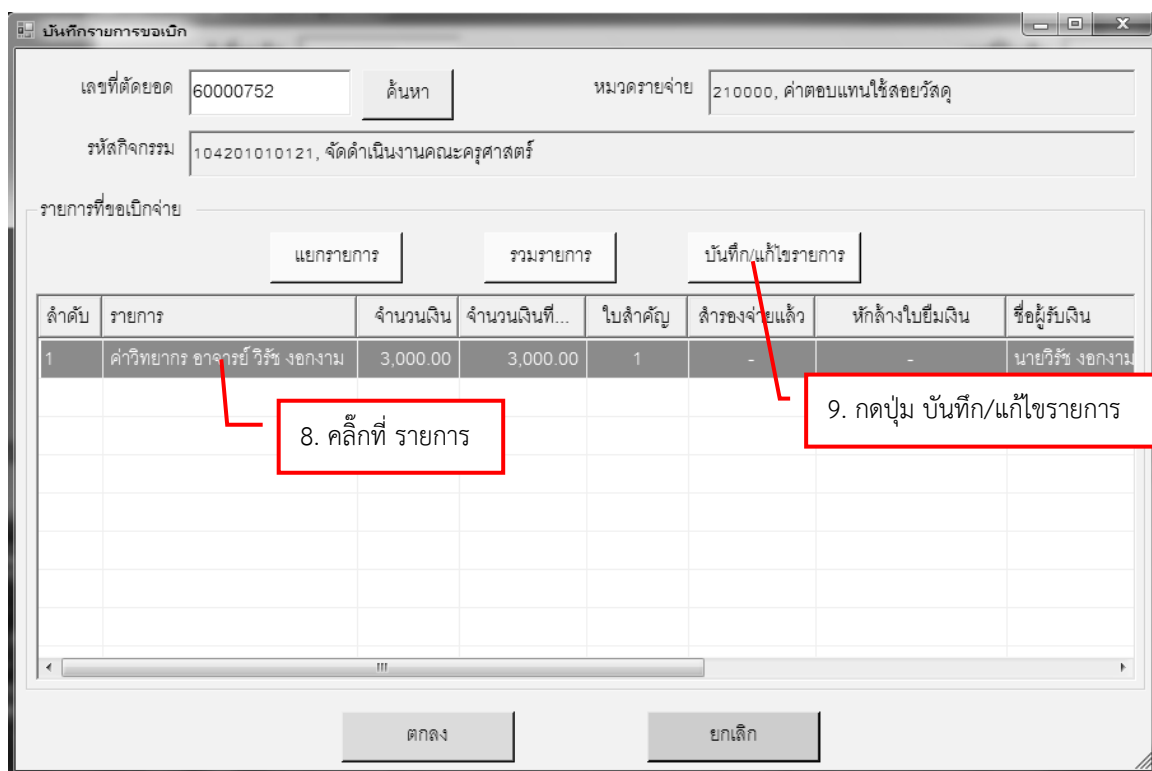 บันทึกรายการขอเบิก
เลขที่ตัดยอด 60000752 ค้นหา หมวดรายจ่าย 210000, ค่าตอบแทนใช้สอยวัสดุ
รหัสกิจกรรม 104201010121, จัดดำเนินงานคณะครุศาสตร์
รายการที่ขอเบิกจ่าย
แยกรายการ รวมรายการ บันทึก/แก้ไขรายการ
ลำดับ รายการ จำนวนเงิน จำนวนเงินที่... ใบสำคัญ สำรองจ่ายแล้ว หักล้างใบยืมเงิน ชื่อผู้รับเงิน
1 ค่าวิทยากร อาจารย์ วิรัช งอกงาม 3,000.00 3,000.00 1 - - นายวิรัช งอกงาม
9. กดปุ่ม บันทึก/แก้ไขรายการ
8. คลิ๊กที่ รายการ
ตกลง ยกเลิก